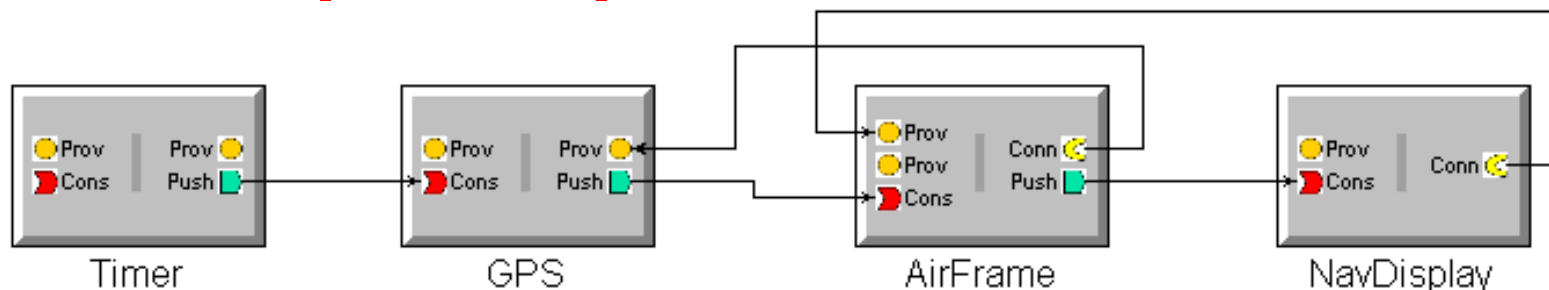 Prov Prov
Cons Push
Timer
Prov Prov
Cons Push
GPS
Prov
Prov Conn
Cons Push
AirFrame
Prov
Cons Conn
NavDisplay